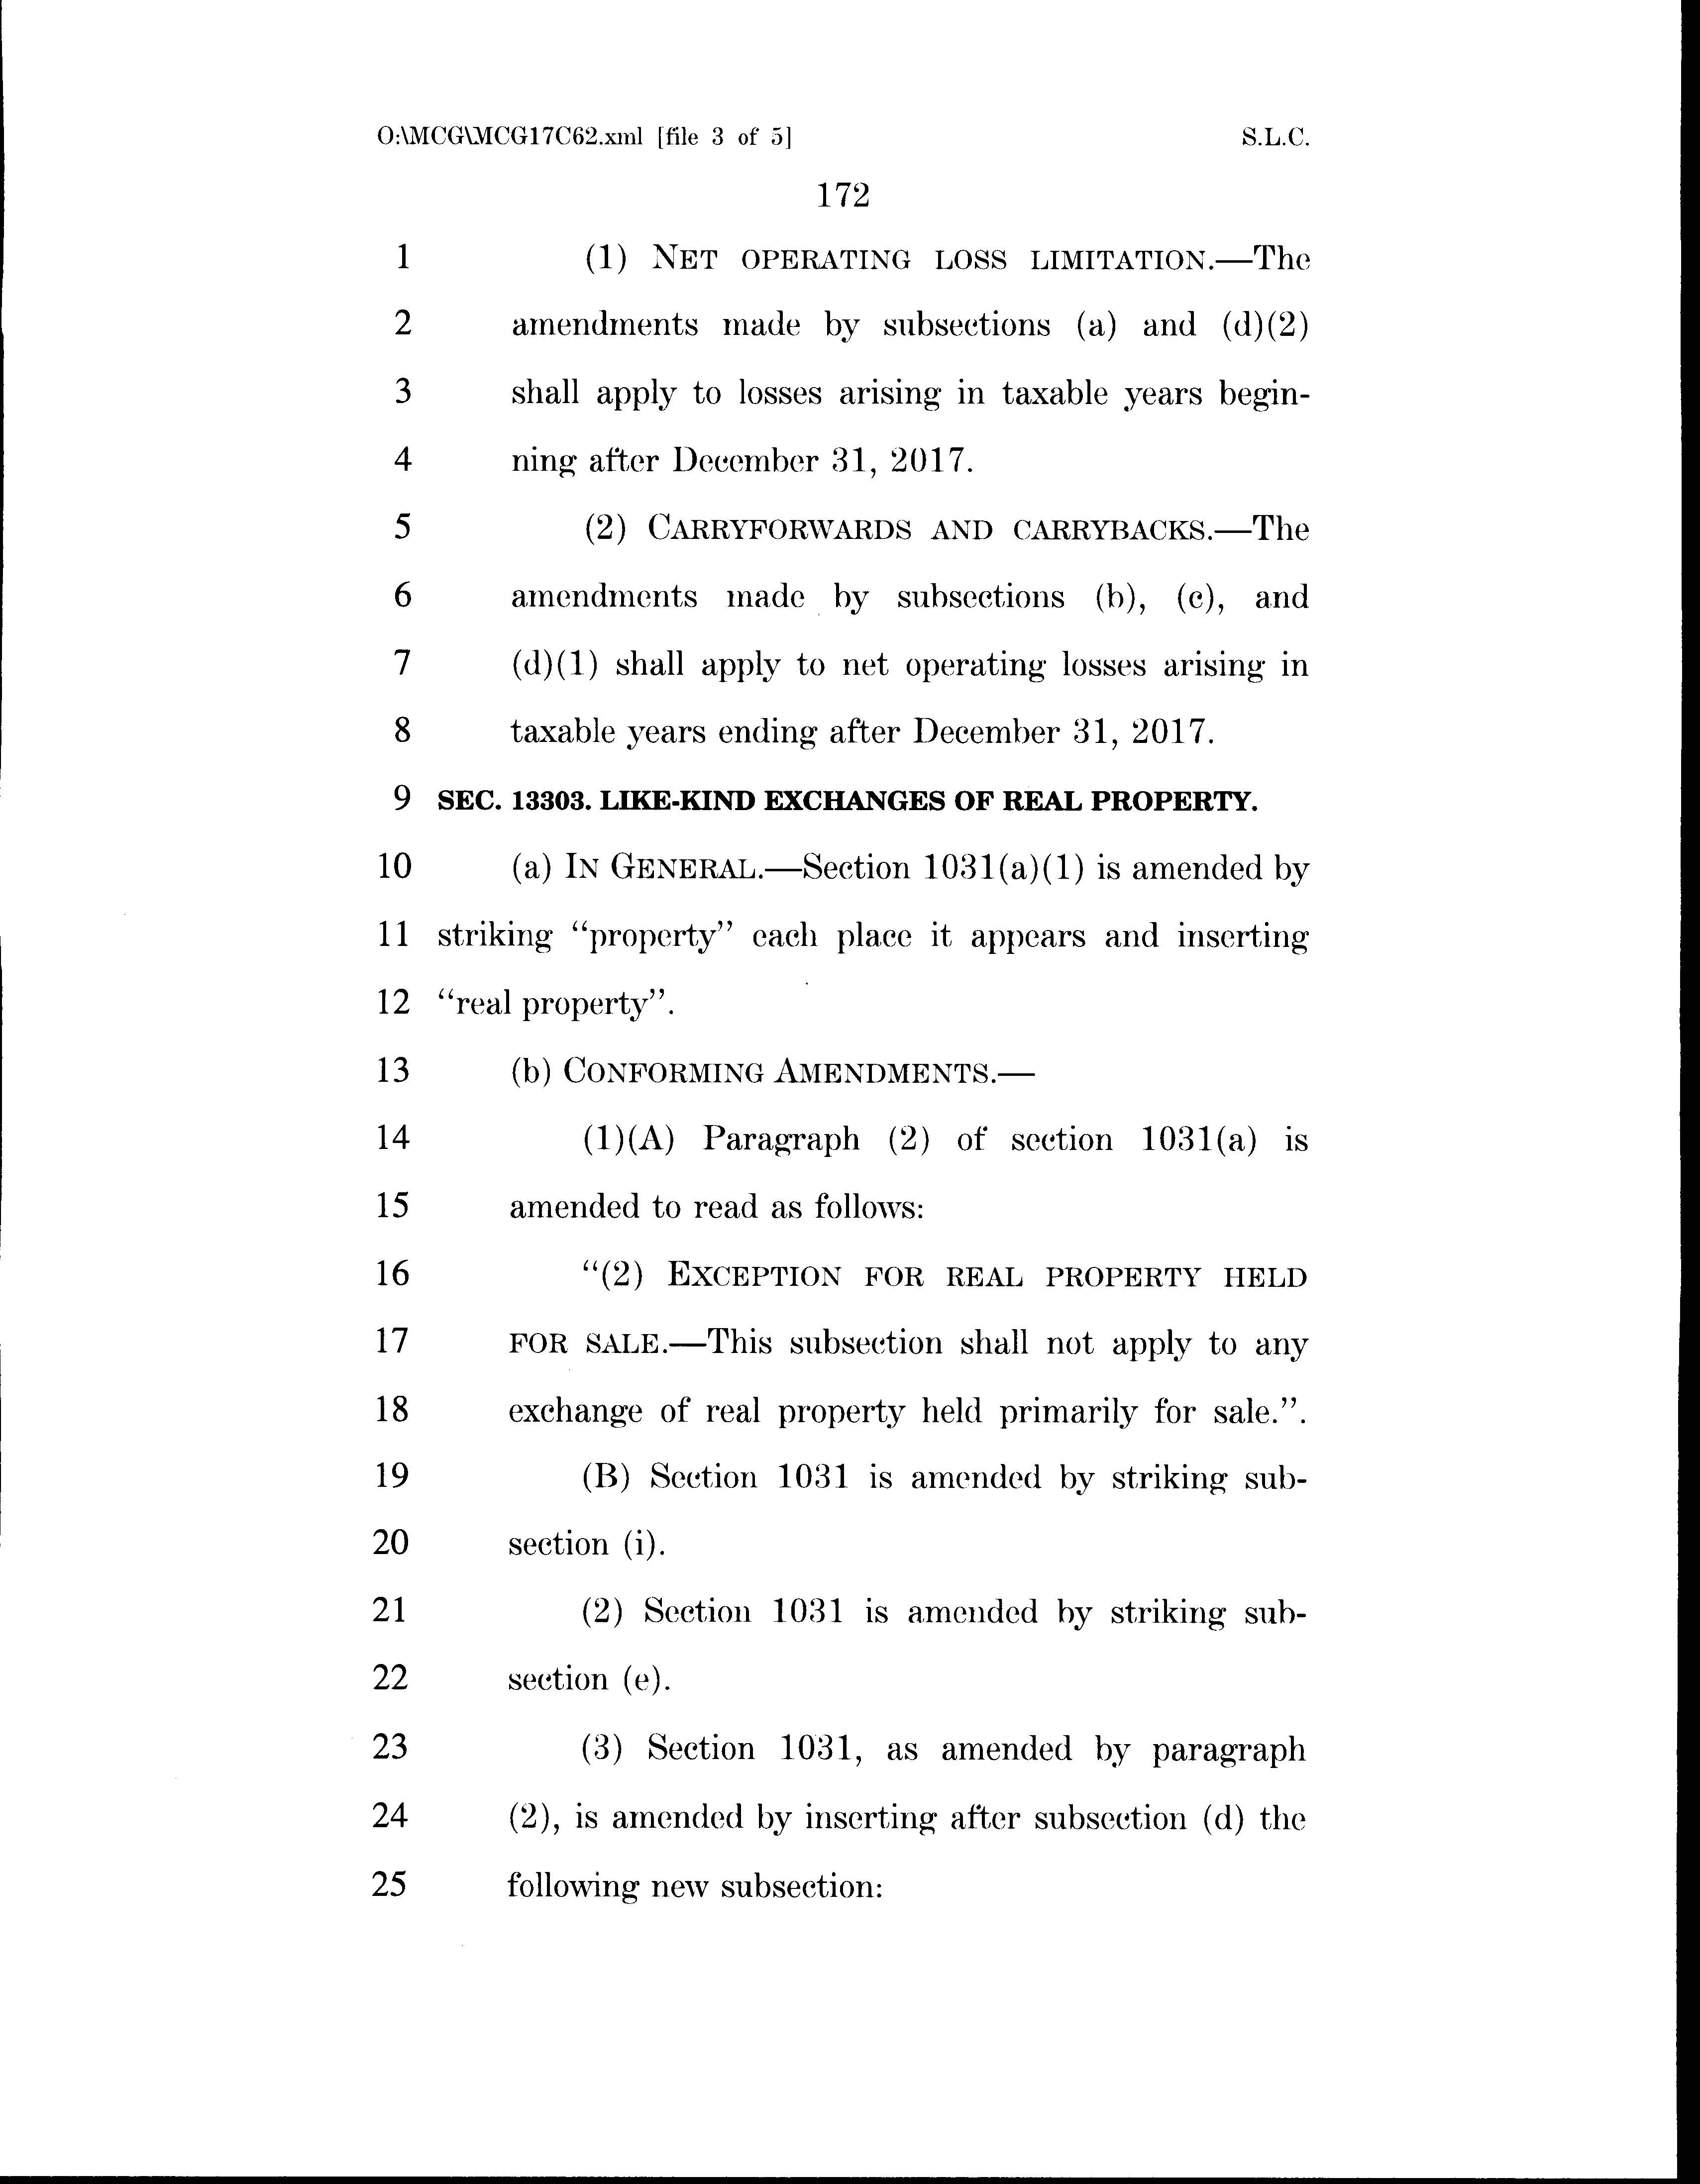 O:\MCG\MCG17C62.xml [file 3 of 5] S.L.C.
172
1 (1) NET OPERATING LOSS LIMITATION.—The
2 amendments made by subsections (a) and (d)(2)
3 shall apply to losses arising in taxable years begin-
4 ning after December 31, 2017.
5 (2) CARRYFORWARDS AND CARRYBACKS.—The
6 amendments made by subsections (b), (c), and
7 (d)(1) shall apply to net operating losses arising in
8 taxable years ending after December 31, 2017.
9 SEC. 13303. LIKE-KIND EXCHANGES OF REAL PROPERTY.
10 (a) IN GENERAL.—Section 1031(a)(1) is amended by
11 striking “property” each place it appears and inserting
12 “real property”.
13 (b) CONFORMING AMENDMENTS.—
14 (1)(A) Paragraph (2) of section 1031(a) is
15 amended to read as follows:
16 “(2) EXCEPTION FOR REAL PROPERTY HELD
17 FOR SALE.—This subsection shall not apply to any
18 exchange of real property held primarily for sale.”.
19 (B) Section 1031 is amended by striking sub-
20 section (i).
21 (2) Section 1031 is amended by striking sub-
22 section (e).
23 (3) Section 1031, as amended by paragraph
24 (2), is amended by inserting after subsection (d) the
25 following new subsection: